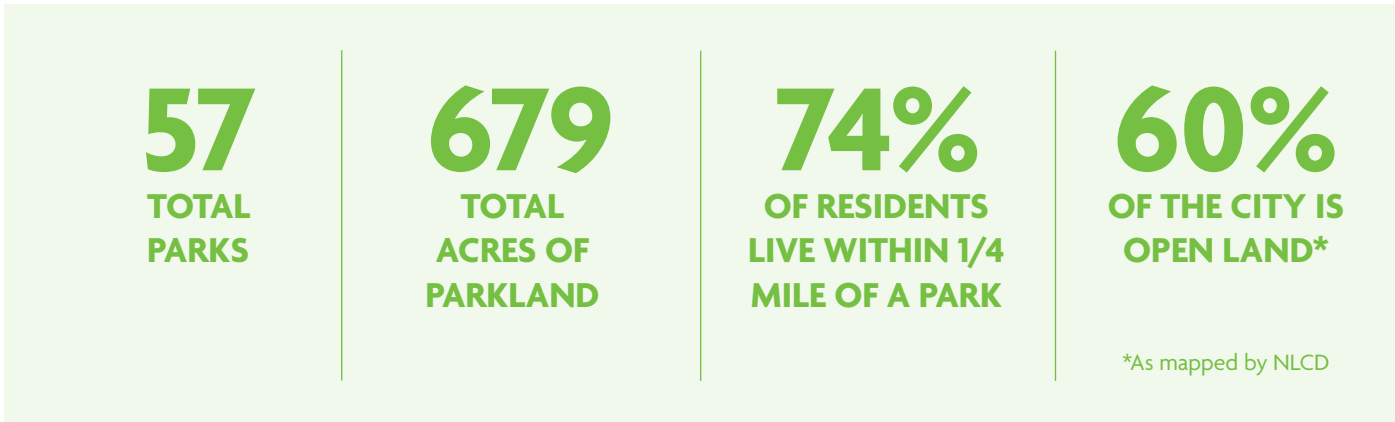 57
TOTAL
PARKS
679
TOTAL
ACRES OF
PARKLAND
74%
OF RESIDENTS
LIVE WITHIN 1/4
MILE OF A PARK
60%
OF THE CITY IS
OPEN LAND*
*As mapped by NLCD